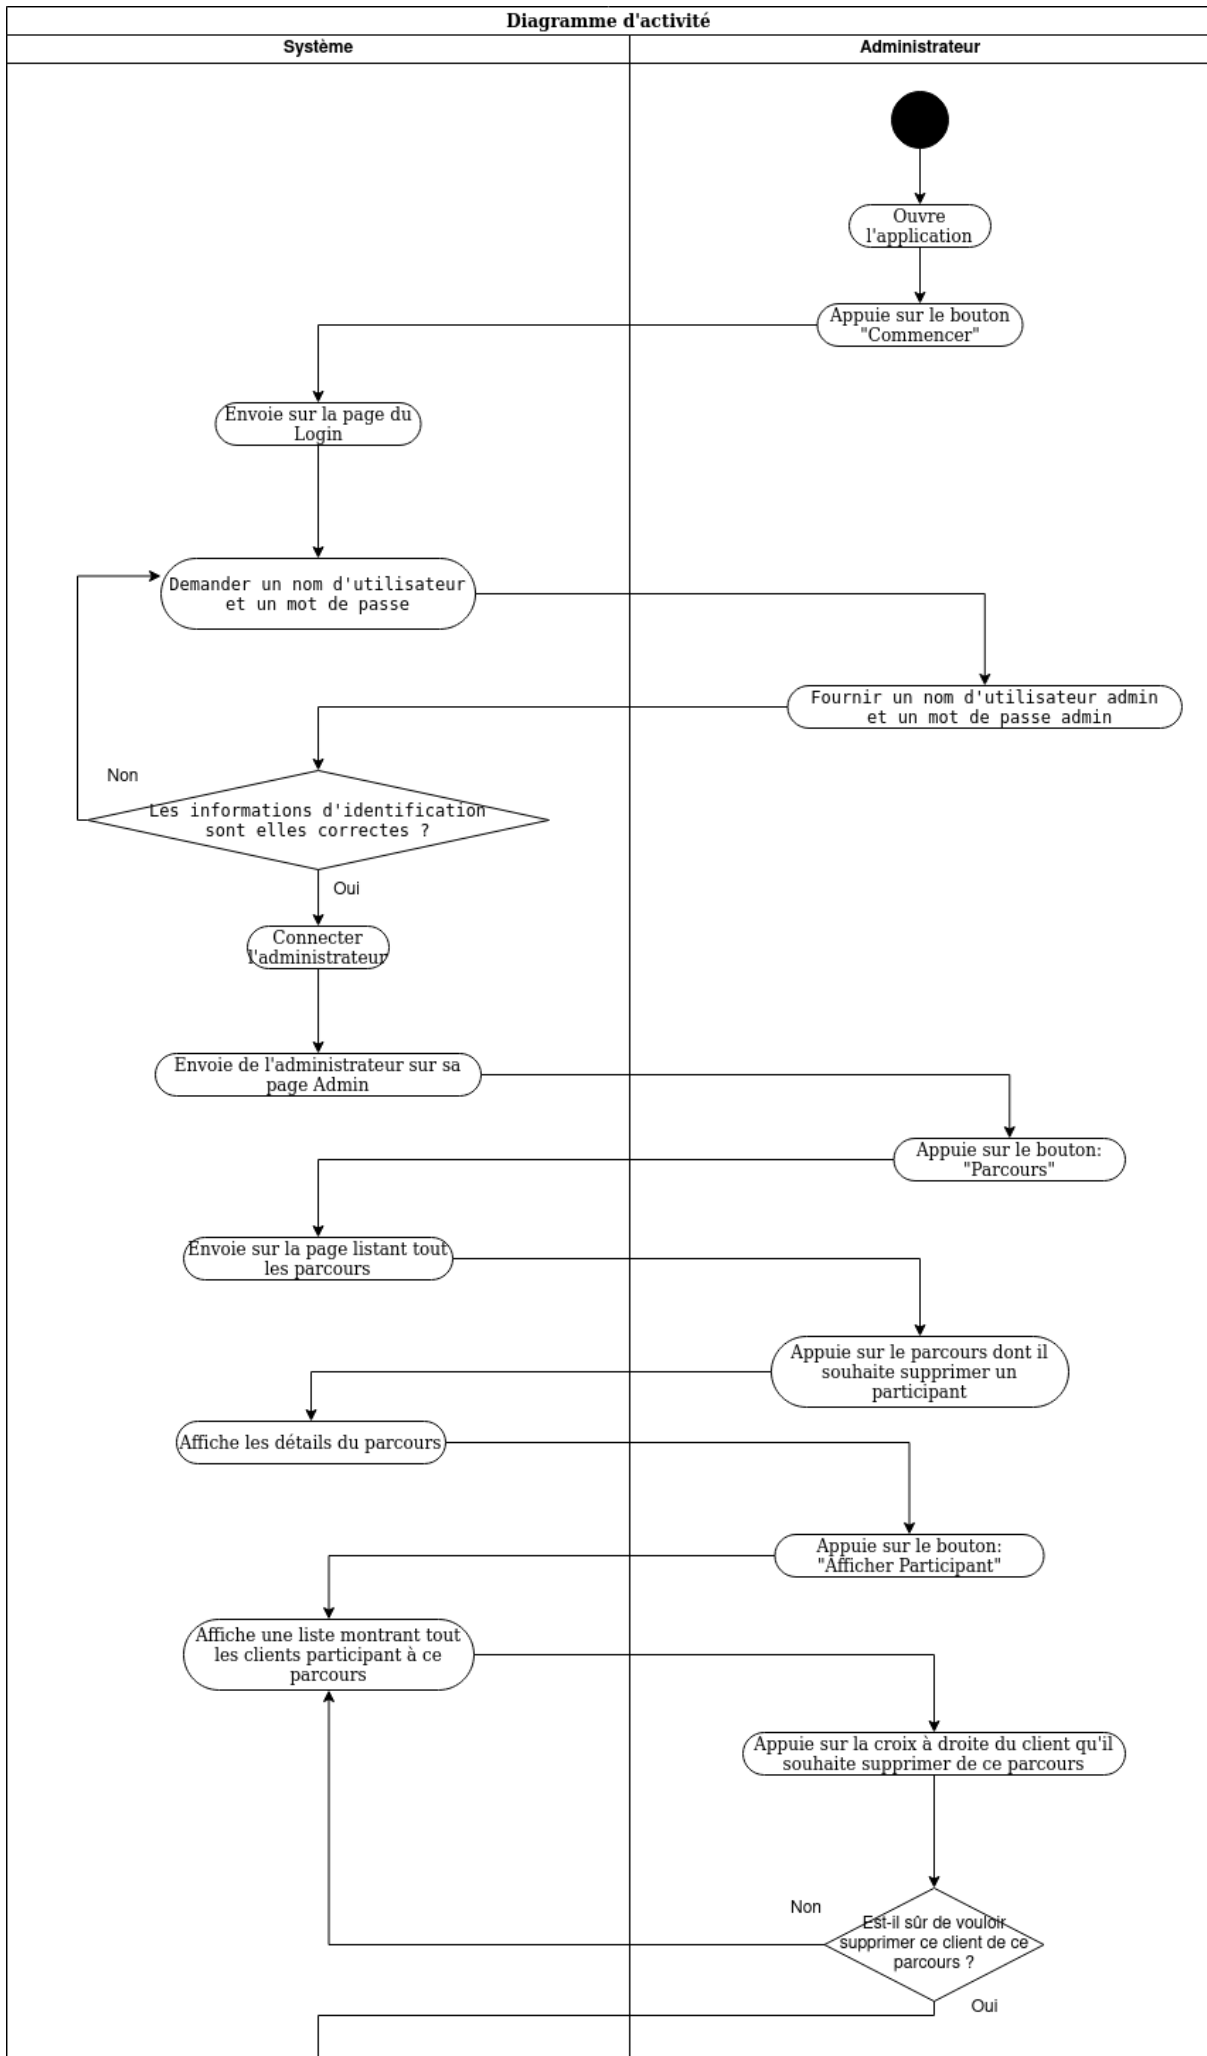 Diagramme d'activité
Système
Administrateur
Ouvre
l'application
Appuie sur le bouton
"Commencer"
Envoie sur la page du
Login
Demander un nom d'utilisateur
et un mot de passe
Fournir un nom d'utilisateur admin
et un mot de passe admin
Non
Les informations d'identification
sont elles correctes ?
Oui
Connecter
l'administrateur
Envoie de l'administrateur sur sa
page Admin
Appuie sur le bouton:
"Parcours"
Envoie sur la page listant tout
les parcours
Appuie sur le parcours dont il
souhaite supprimer un
participant
Affiche les détails du parcours
Appuie sur le bouton:
"Afficher Participant"
Affiche une liste montrant tout
les clients participant à ce
parcours
Appuie sur la croix à droite du client qu'il
souhaite supprimer de ce parcours
Non
Est-il sûr de vouloir
supprimer ce client de ce
parcours ?
Oui